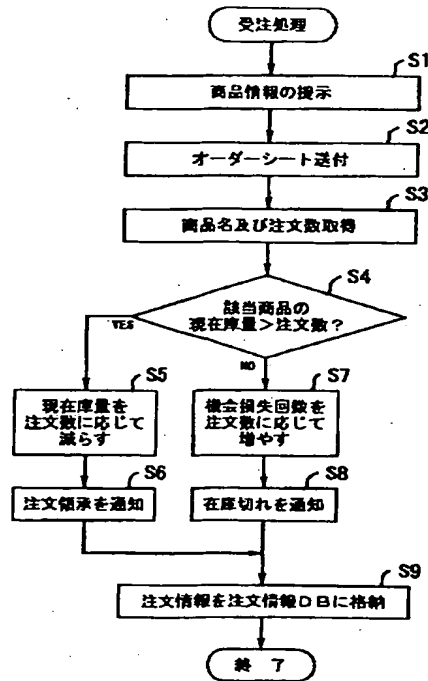 受注処理
S1
商品情報の提示
S2
オーダーシート送付
S3
商品名及び注文数取得
S4
該当商品の
現在庫量>注文数?
YES
NO
S5
現在庫量を
注文数に応じて
減らす
S7
機会損失回数を
注文数に応じて
増やす
S6
注文領承を通知
S8
在庫切れを通知
S9
注文情報を注文情報DBに格納
終 了